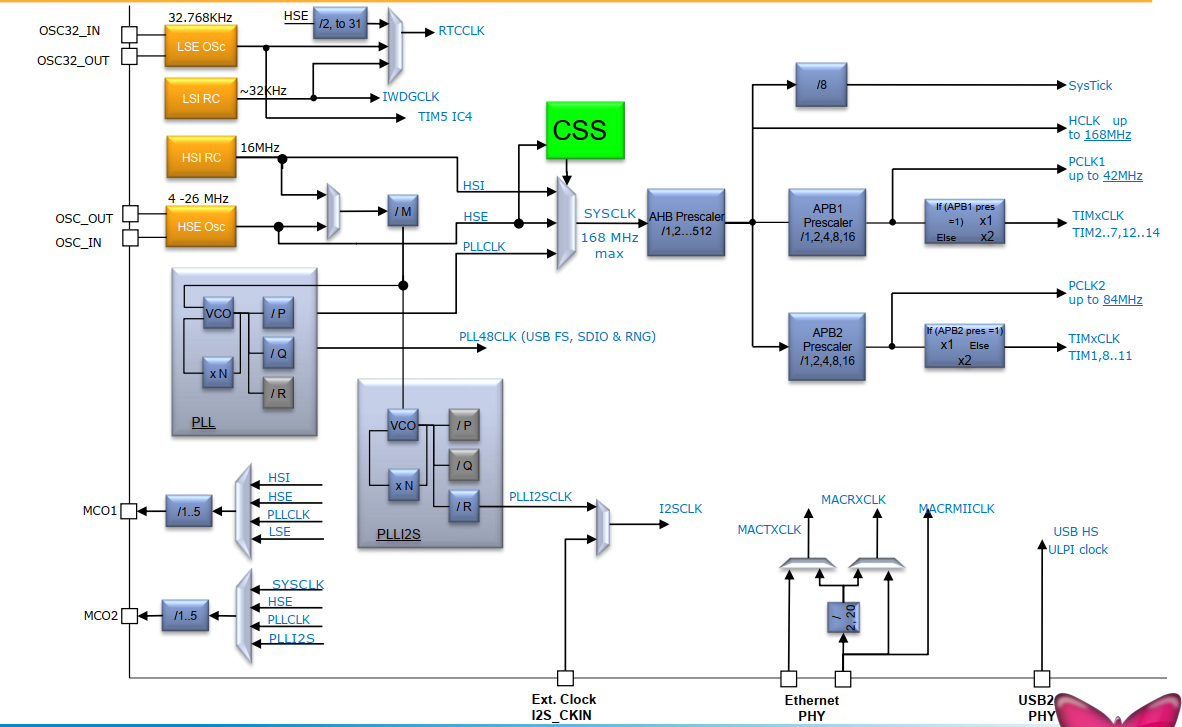 32.768KHz
OSC32_IN
OSC32_OUT
LSE OSc
HSE
/2, to 31
RTCCLK
LSI RC
~32KHz
IWDGCLK
TIM5 IC4
HSI RC
16MHz
4 -26 MHz
OSC_OUT
OSC_IN
HSE Osc
/ M
CSS
HSI
HSE
PLLCLK
SYSCLK
168 MHz
max
AHB Prescaler
/1,2…512
/8
SysTick
HCLK up
to 168MHz
PCLK1
up to 42MHz
APB1
Prescaler
/1,2,4,8,16
If (APB1 pres
=1) x1
Else x2
TIMxCLK
TIM2..7,12..14
PCLK2
up to 84MHz
APB2
Prescaler
/1,2,4,8,16
If (APB2 pres =1)
x1 Else
x2
TIMxCLK
TIM1,8..11
VCO
/ P
/ Q
x N
/ R
PLL
PLL48CLK (USB FS, SDIO & RNG)
VCO
/ P
/ Q
x N
/ R
PLLI2S
PLLI2SCLK
I2SCLK
MCO1
/1..5
HSI
HSE
PLLCLK
LSE
MCO2
/1..5
SYSCLK
HSE
PLLCLK
PLLI2S
MACTXCLK
MACRXCLK
MACRMIICLK
/ 2, 20
USB HS
ULPI clock
Ext. Clock
I2S_CKIN
Ethernet
PHY
USB2
PHY